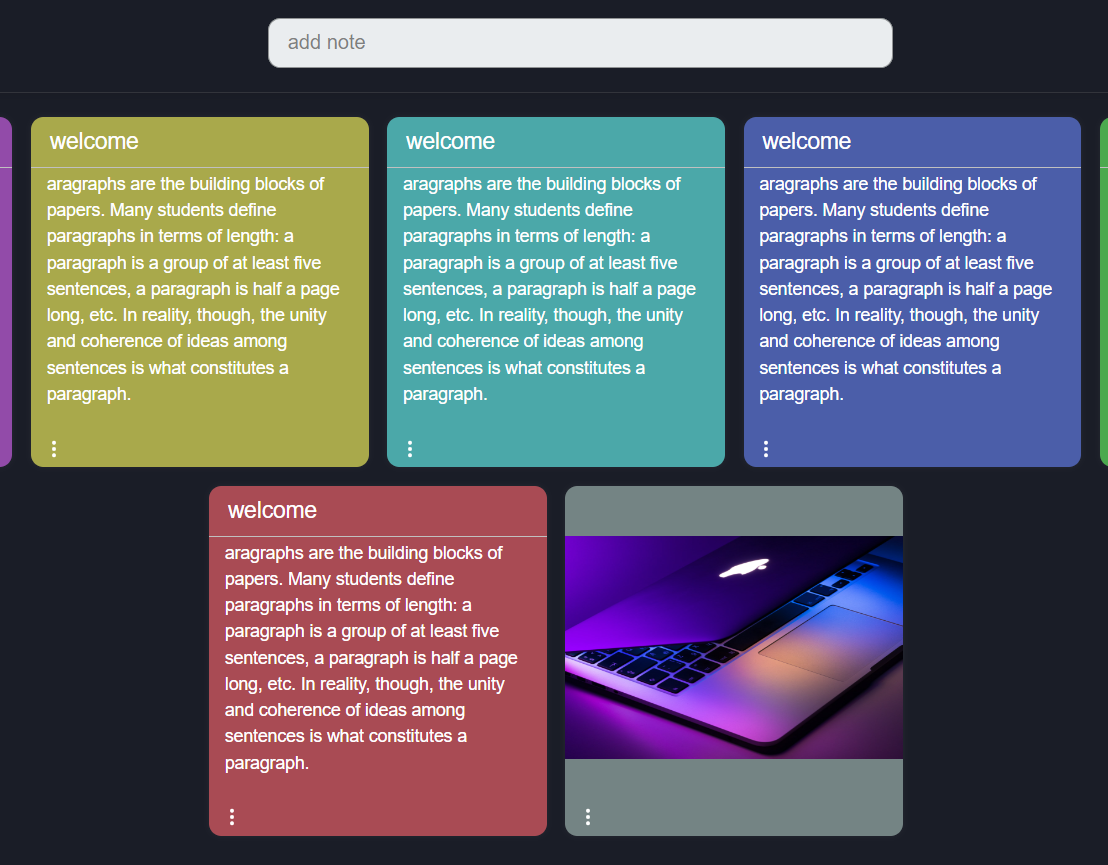 add note
welcome
aragraphs are the building blocks of
papers. Many students define
paragraphs in terms of length: a
paragraph is a group of at least five
sentences, a paragraph is half a page
long, etc. In reality, though, the unity
and coherence of ideas among
sentences is what constitutes a
paragraph.
welcome
aragraphs are the building blocks of
papers. Many students define
paragraphs in terms of length: a
paragraph is a group of at least five
sentences, a paragraph is half a page
long, etc. In reality, though, the unity
and coherence of ideas among
sentences is what constitutes a
paragraph.
welcome
aragraphs are the building blocks of
papers. Many students define
paragraphs in terms of length: a
paragraph is a group of at least five
sentences, a paragraph is half a page
long, etc. In reality, though, the unity
and coherence of ideas among
sentences is what constitutes a
paragraph.
welcome
aragraphs are the building blocks of
papers. Many students define
paragraphs in terms of length: a
paragraph is a group of at least five
sentences, a paragraph is half a page
long, etc. In reality, though, the unity
and coherence of ideas among
sentences is what constitutes a
paragraph.